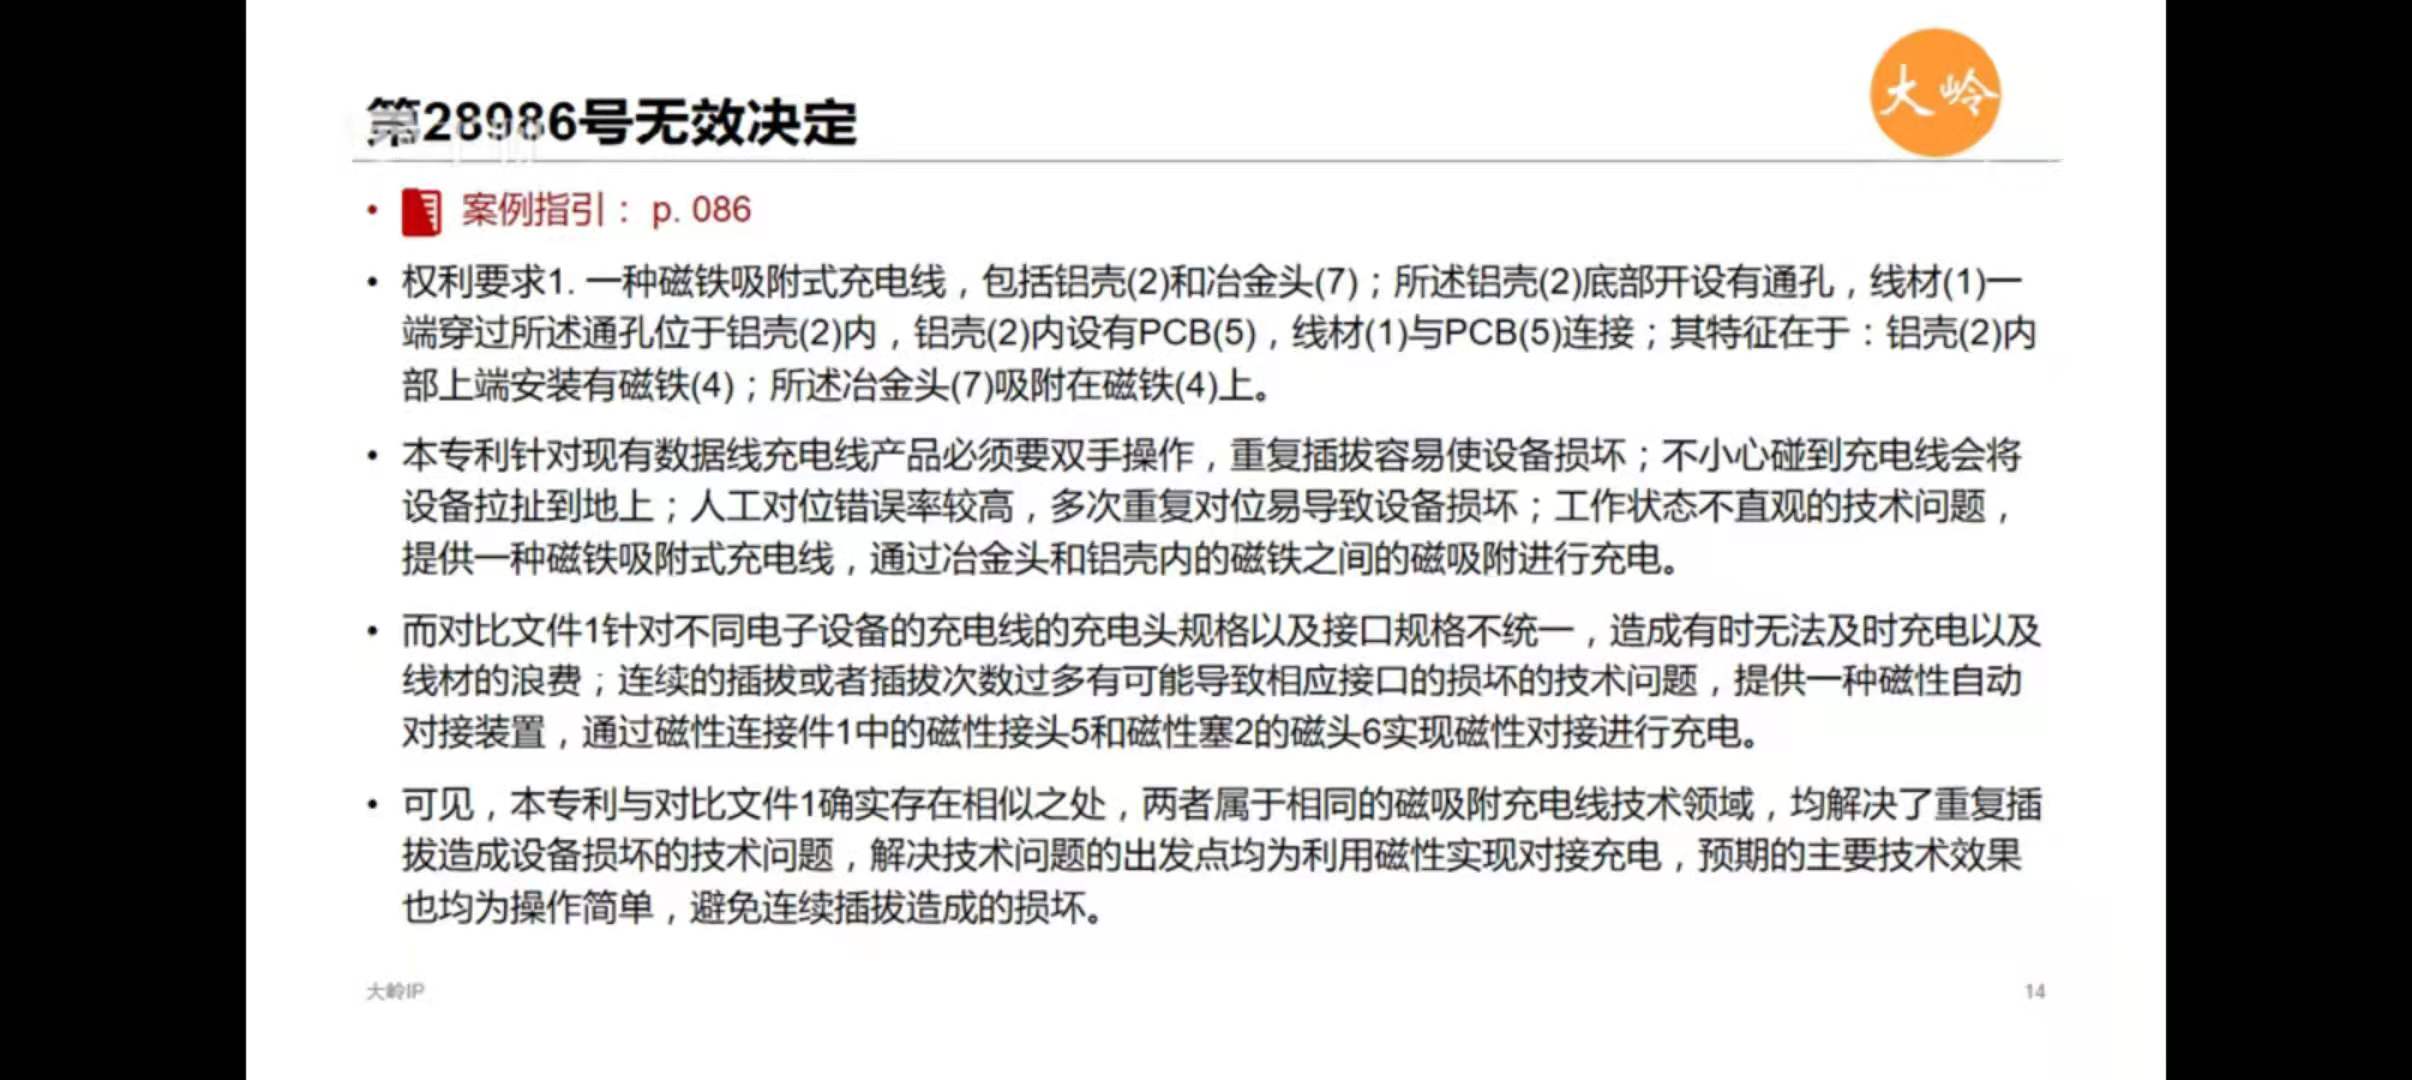 大岭
第28086号无效决定
• 案例指引：p. 086
• 权利要求1. 一种磁铁吸附式充电线，包括铝壳(2)和冶金头(7)；所述铝壳(2)底部开设有通孔，线材(1)一
端穿过所述通孔位于铝壳(2)内，铝壳(2)内设有PCB(5)，线材(1)与PCB(5)连接；其特征在于：铝壳(2)内
部上端安装有磁铁(4)；所述冶金头(7)吸附在磁铁(4)上。
• 本专利针对现有数据线充电线产品必须要双手操作，重复插拔容易使设备损坏；不小心碰到充电线会将
设备拉扯到地上；人工对位错误率较高，多次重复对位易导致设备损坏；工作状态不直观的技术问题，
提供一种磁铁吸附式充电线，通过冶金头和铝壳内的磁铁之间的磁吸附进行充电。
• 而对比文件1针对不同电子设备的充电线的充电头规格以及接口规格不统一，造成有时无法及时充电以及
线材的浪费；连续的插拔或者插拔次数过多有可能导致相应接口的损坏的技术问题，提供一种磁性自动
对接装置，通过磁性连接件1中的磁性接头5和磁性塞2的磁头6实现磁性对接进行充电。
• 可见，本专利与对比文件1确实存在相似之处，两者属于相同的磁吸附充电线技术领域，均解决了重复插
拔造成设备损坏的技术问题，解决技术问题的出发点均为利用磁性实现对接充电，预期的主要技术效果
也均为操作简单，避免连续插拔造成的损坏。
大岭IP
14